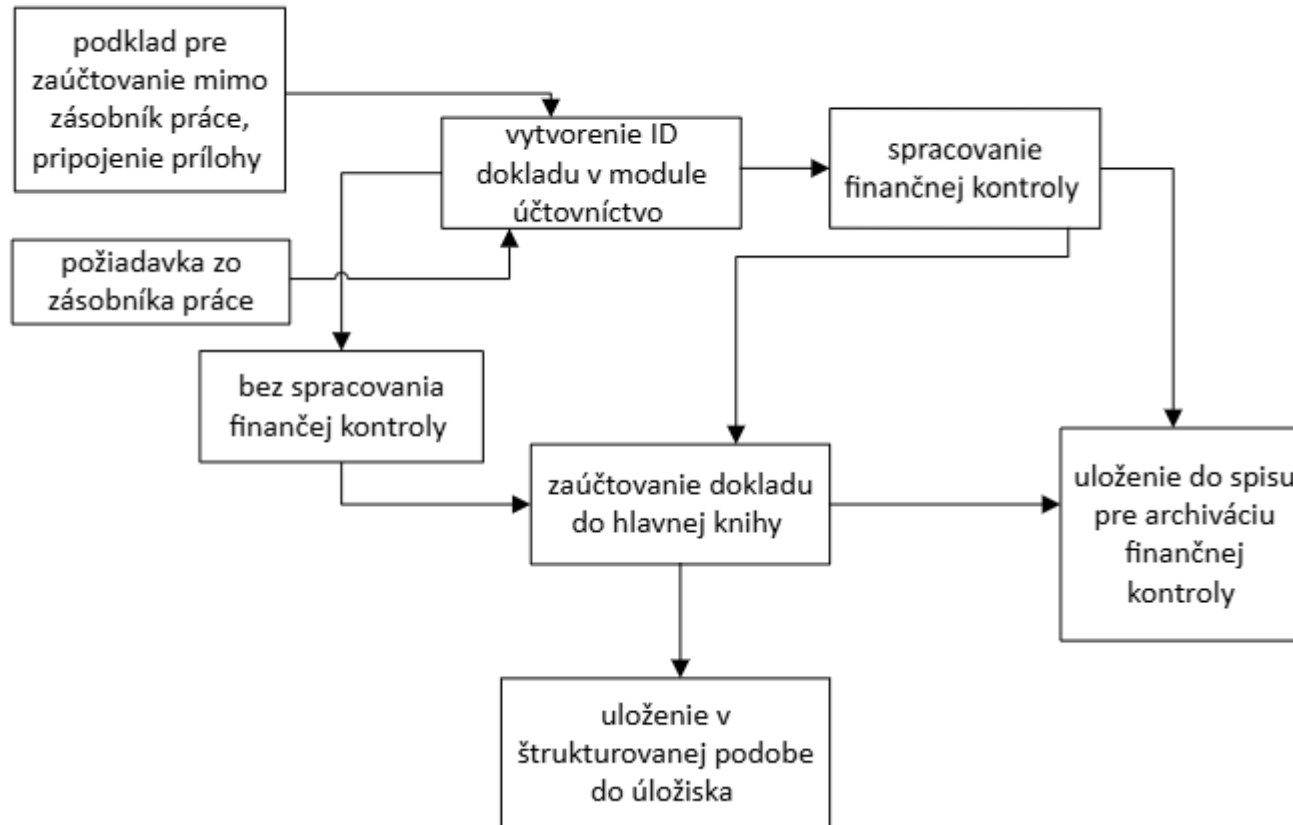 podklad pre
zaúčtovanie mimo
zásobník práce,
pripojenie prílohy
vytvorenie ID
dokladu v module
účtovníctvo
spracovanie
finančnej kontroly
požiadavka zo
zásobníka práce
bez spracovania
finančej kontroly
zaúčtovanie dokladu
do hlavnej knihy
uloženie do spisu
pre archiváciu
finančnej
kontroly
uloženie v
štrukturovanej podobe
do úložiska